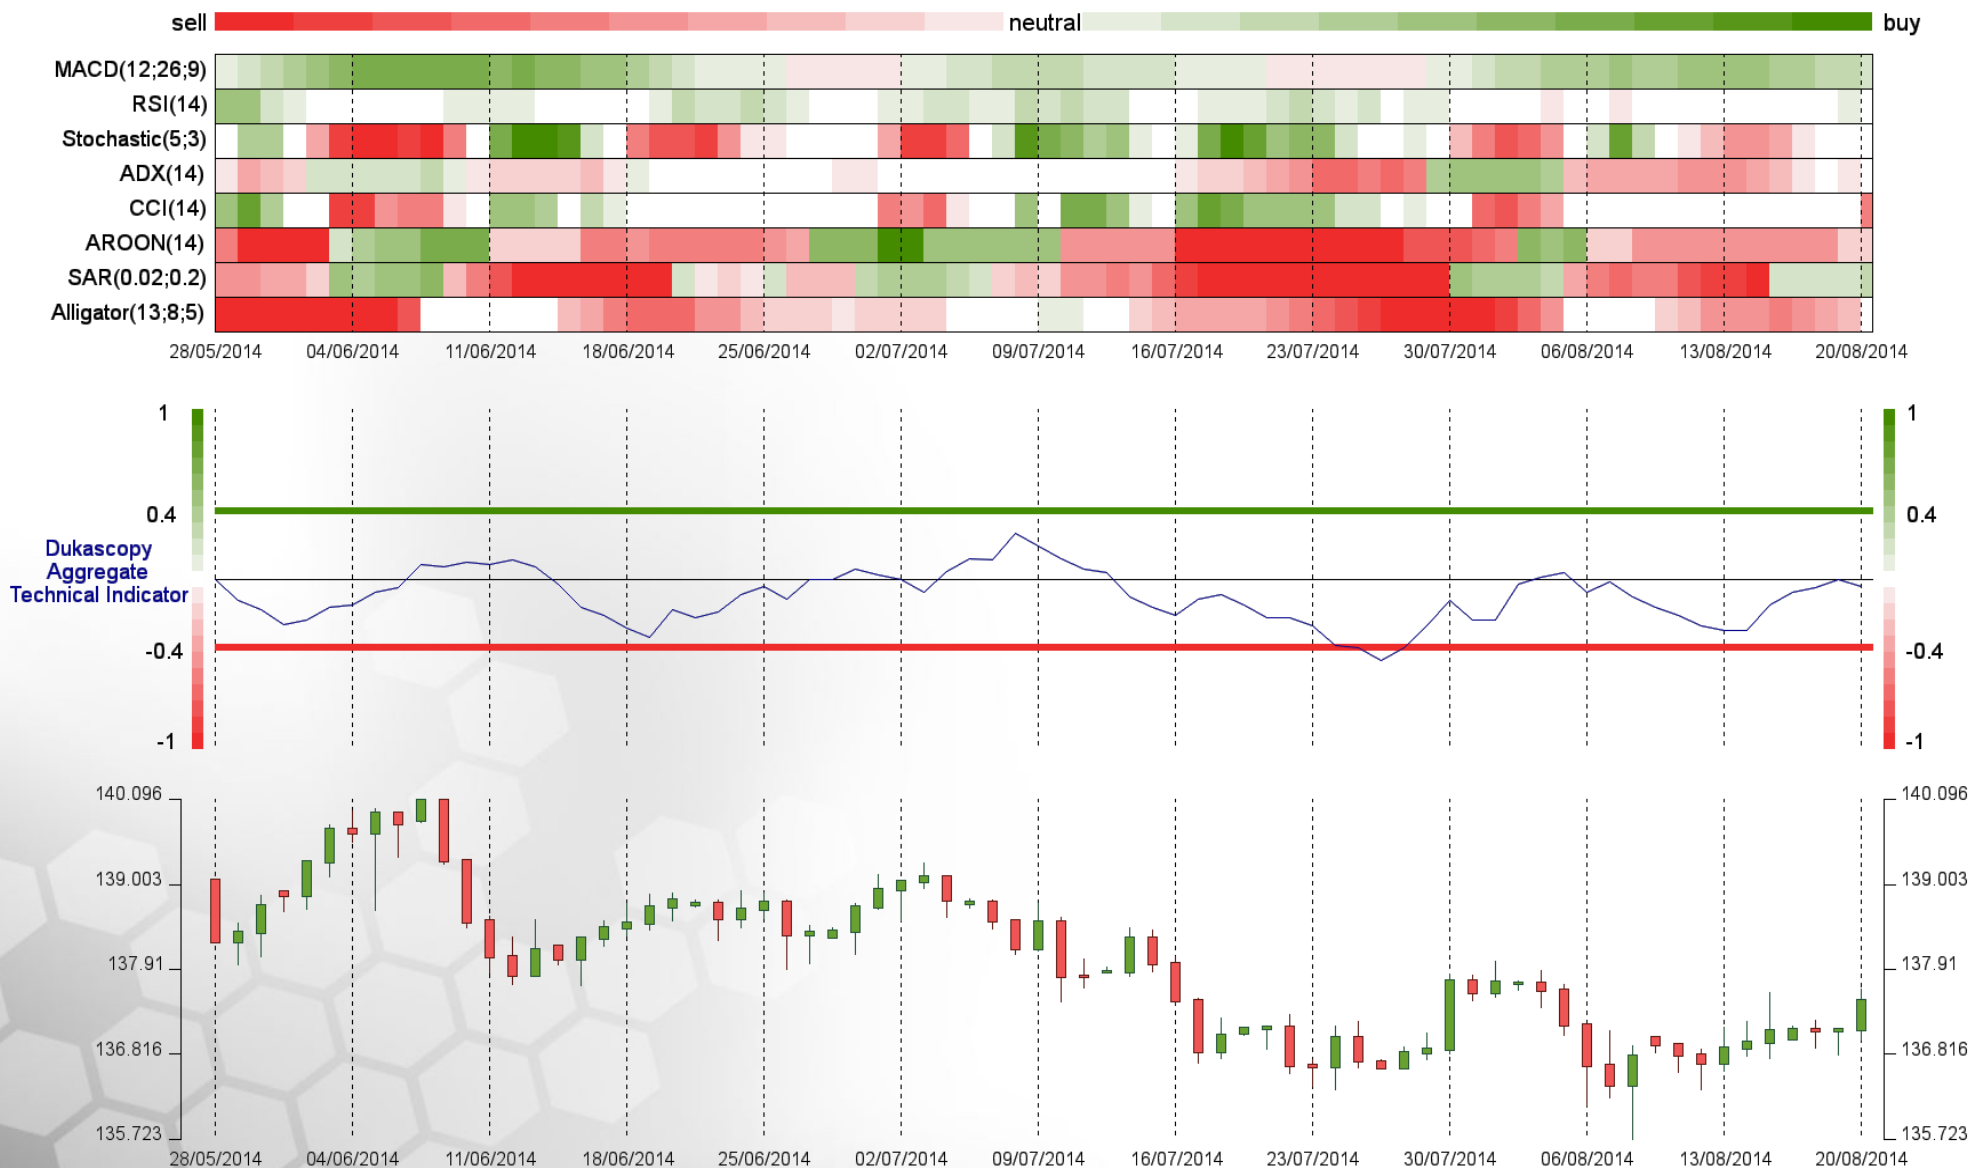 sell neutral buy
MACD(12;26;9)
RSI(14)
Stochastic(5;3)
ADX(14)
CCI(14)
AROON(14)
SAR(0.02;0.2)
Alligator(13;8;5)
28/05/2014 04/06/2014 11/06/2014 18/06/2014 25/06/2014 02/07/2014 09/07/2014 16/07/2014 23/07/2014 30/07/2014 06/08/2014 13/08/2014 20/08/2014
1 1
0.4 0.4
Dukascopy
Aggregate
Technical Indicator
-0.4 -0.4
-1 -1
140.096 140.096
139.003 139.003
137.91 137.91
136.816 136.816
135.723 135.723
28/05/2014 04/06/2014 11/06/2014 18/06/2014 25/06/2014 02/07/2014 09/07/2014 16/07/2014 23/07/2014 30/07/2014 06/08/2014 13/08/2014 20/08/2014